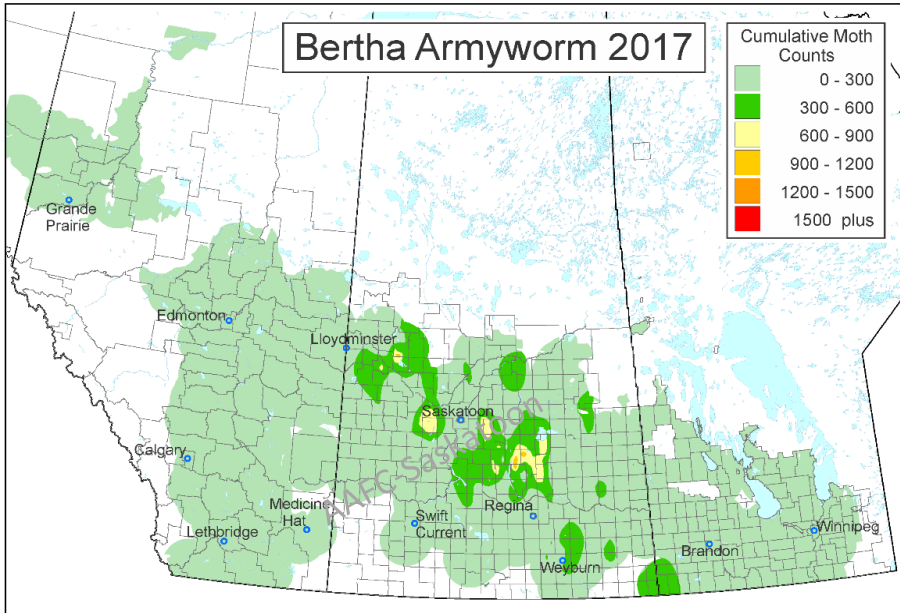 Bertha Armyworm 2017
Cumulative Moth
Counts
0 - 300
300 - 600
600 - 900
900 - 1200
1200 - 1500
1500 plus
Grande
Prairie
Edmonton
Lloydminster
Saskatoon
AAFC-Saskatoon
Calgary
Medicine
Hat
Lethbridge
Swift
Current
Regina
Weyburn
Brandon
Winnipeg